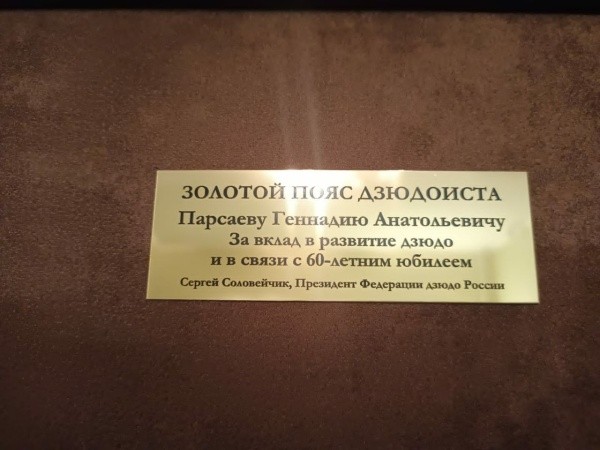 ЗОЛОТОЙ ПОЯС ДЗЮДОИСТА
Парсаеву Геннадию Анатольевичу
За вклад в развитие дзюдо
и в связи с 60-летним юбилеем
Сергей Соловейчик, Президент Федерации дзюдо России